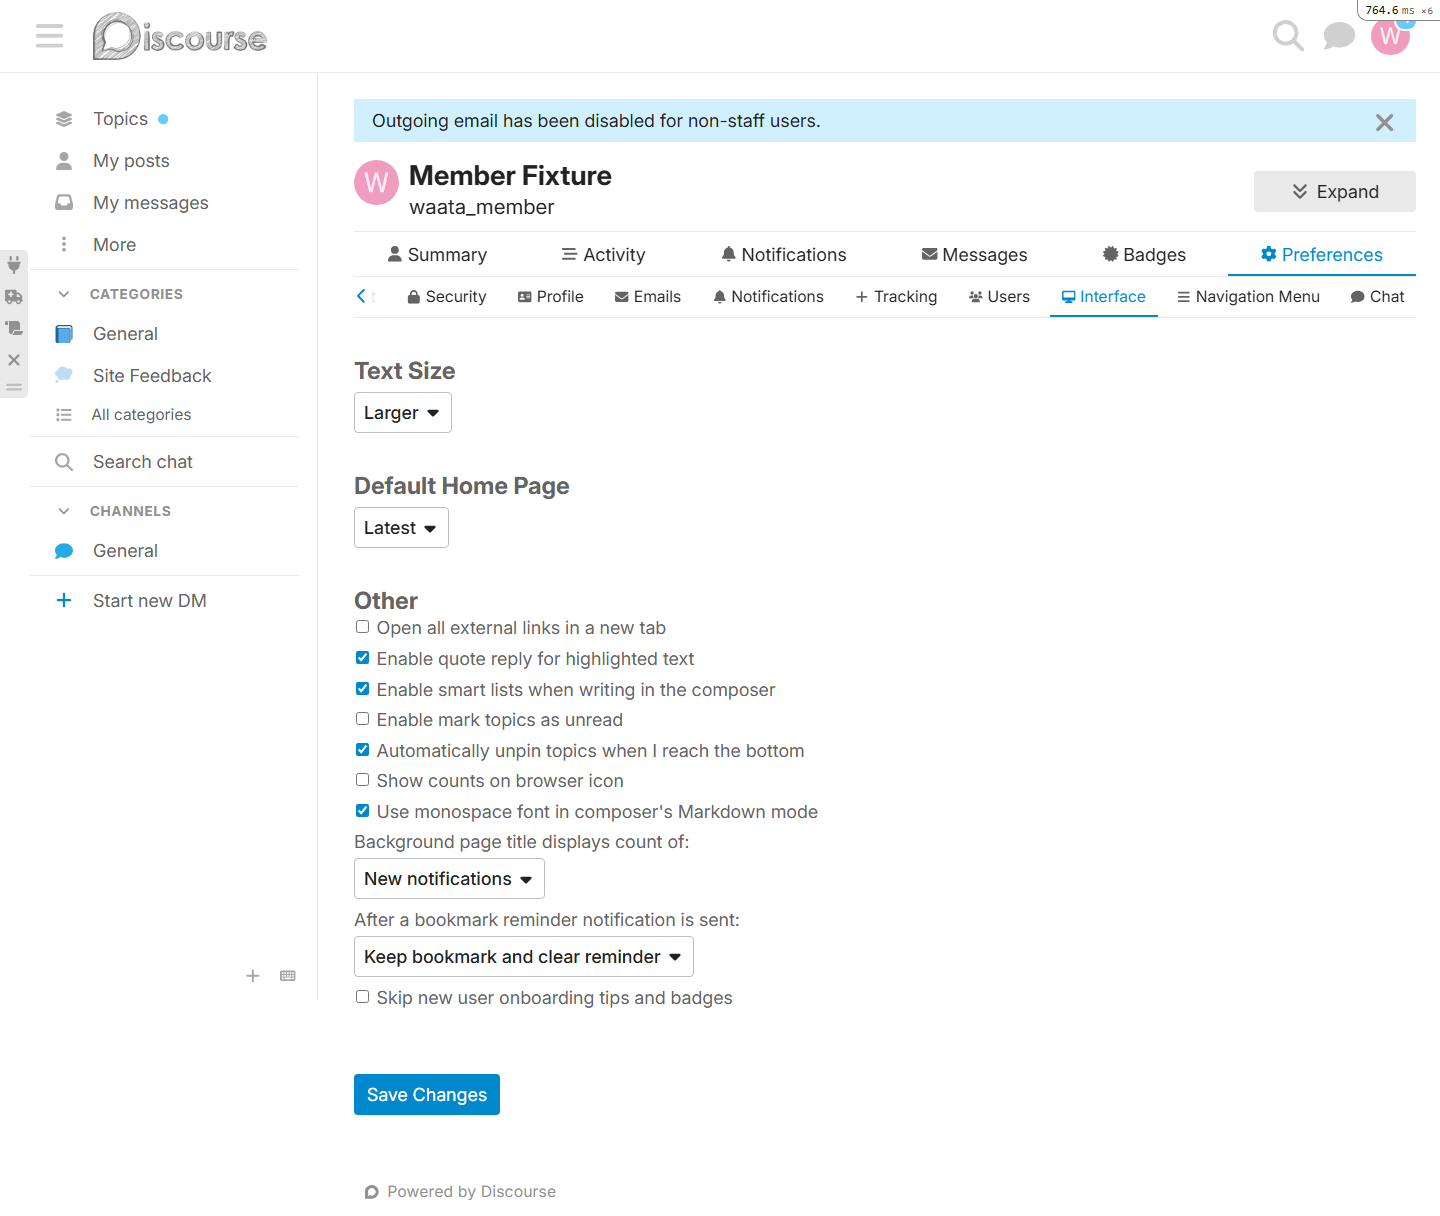 764.6 ms ×6
Discourse
W
Topics
My posts
My messages
More
CATEGORIES
General
Site Feedback
All categories
Search chat
CHANNELS
General
Start new DM
Outgoing email has been disabled for non-staff users.
W
Member Fixture
waata_member
Expand
Summary Activity Notifications Messages Badges Preferences
t Security Profile Emails Notifications Tracking Users Interface Navigation Menu Chat
Text Size
Larger
Default Home Page
Latest
Other
Open all external links in a new tab
Enable quote reply for highlighted text
Enable smart lists when writing in the composer
Enable mark topics as unread
Automatically unpin topics when I reach the bottom
Show counts on browser icon
Use monospace font in composer's Markdown mode
Background page title displays count of:
New notifications
After a bookmark reminder notification is sent:
Keep bookmark and clear reminder
Skip new user onboarding tips and badges
Save Changes
Powered by Discourse